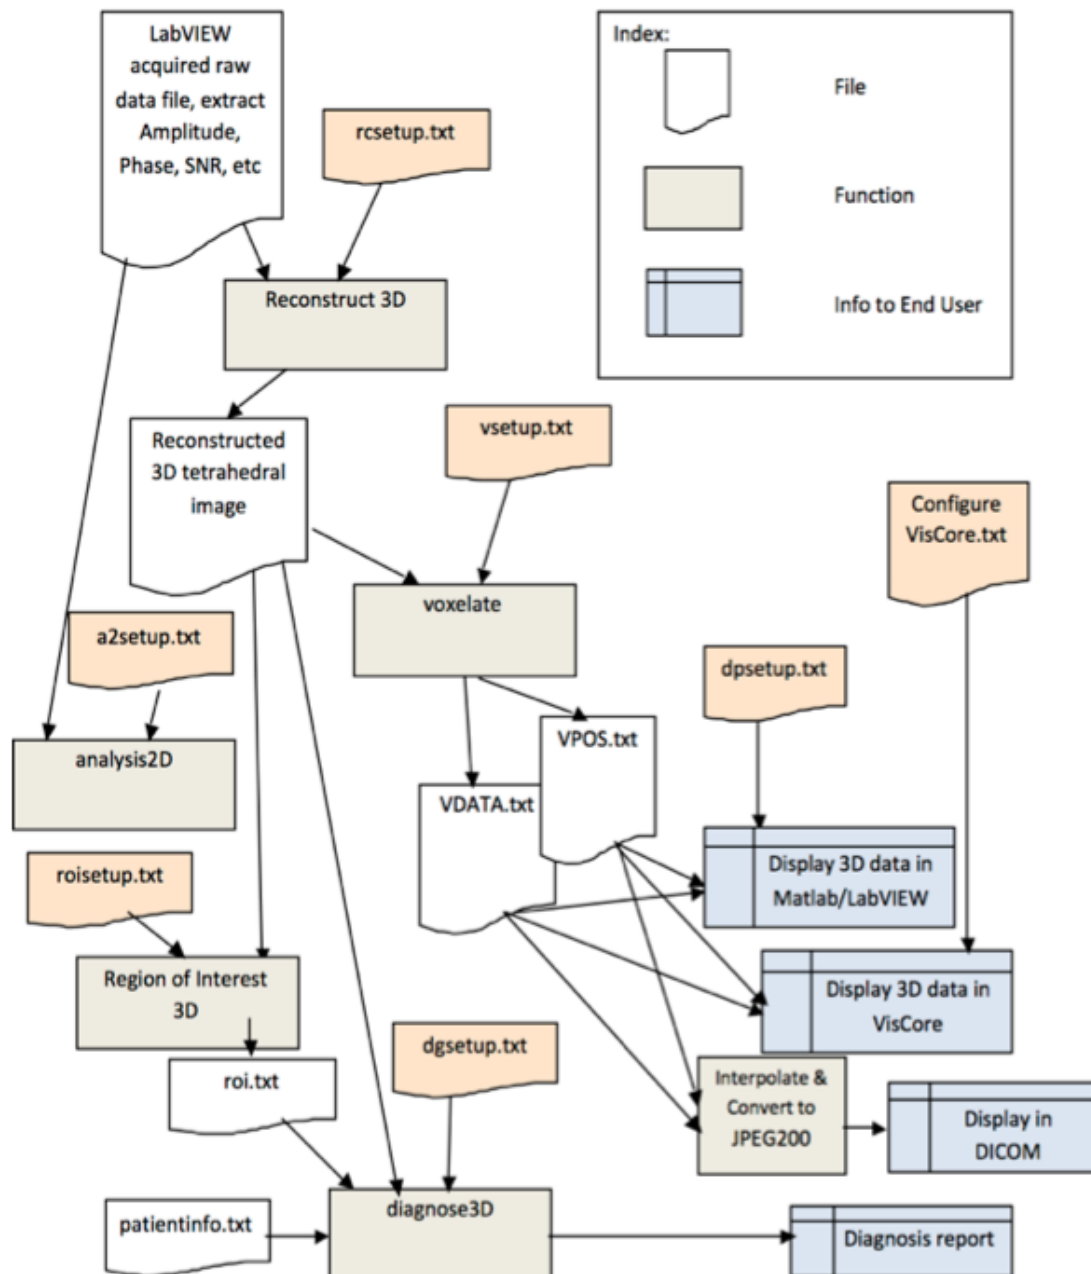 LabVIEW
acquired raw
data file, extract
Amplitude,
Phase, SNR, etc
rcsetup.txt
Index:
File
Function
Info to End User
Reconstruct 3D
Reconstructed
3D tetrahedral
image
vsetup.txt
Configure
VisCore.txt
voxelate
a2setup.txt
dpsetup.txt
analysis2D
VPOS.txt
VDATA.txt
roisetup.txt
Display 3D data in
Matlab/LabVIEW
Region of Interest
3D
Display 3D data in
VisCore
dgsetup.txt
roi.txt
Interpolate &
Convert to
JPEG200
Display in
DICOM
patientinfo.txt
diagnose3D
Diagnosis report